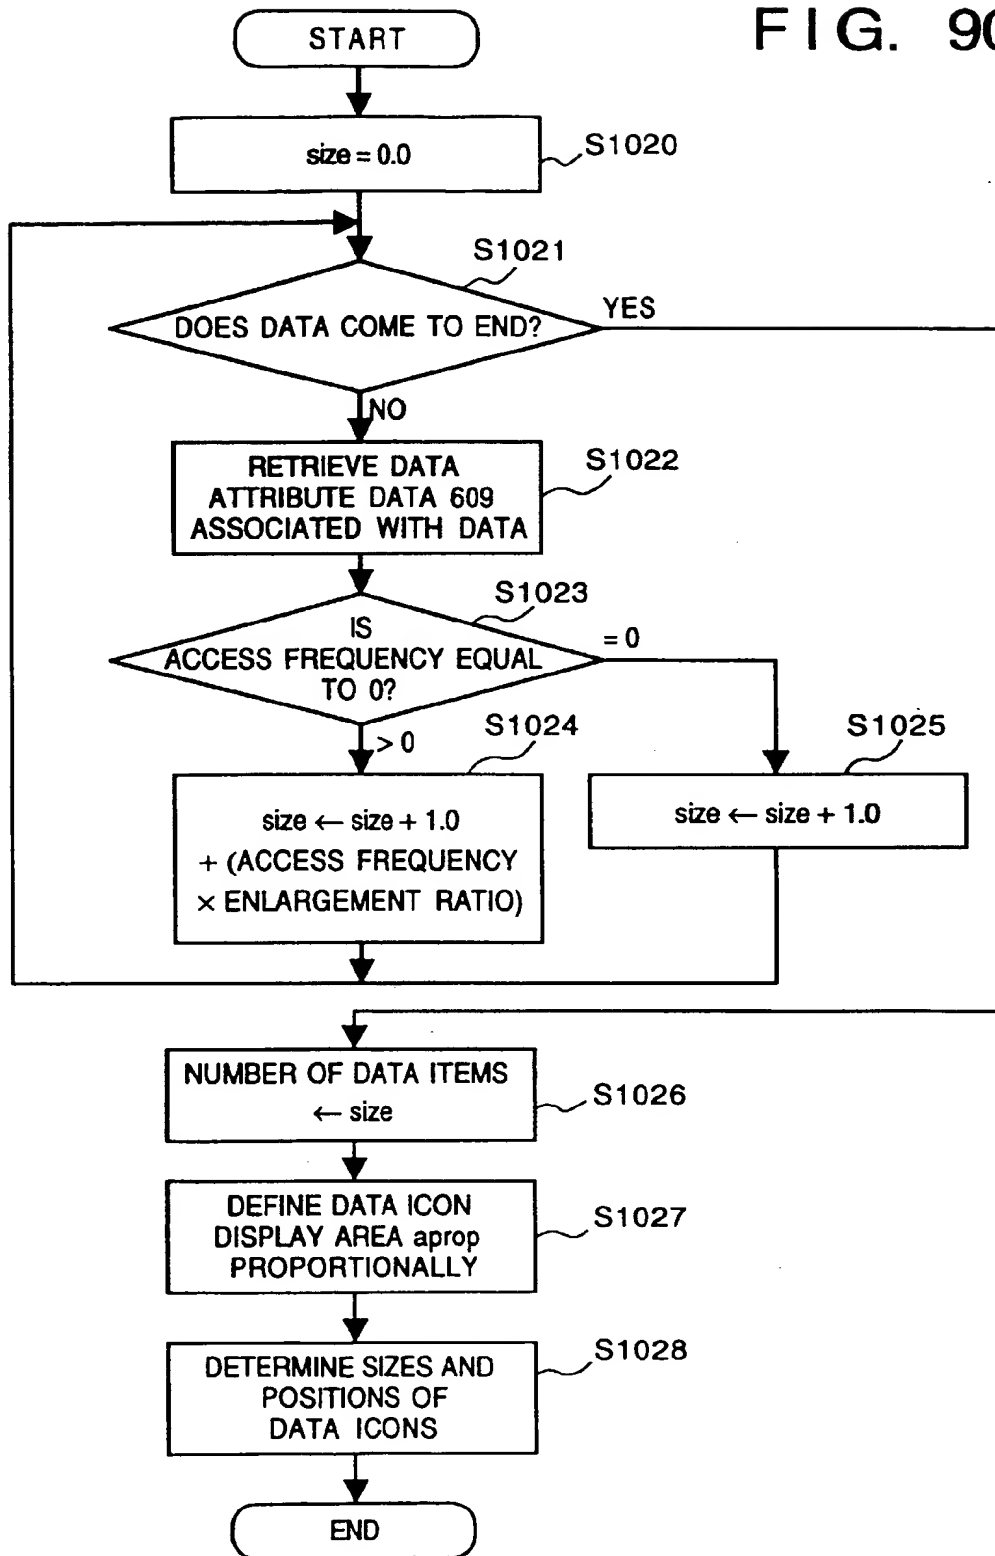 FIG. 90
START
size = 0.0
S1020
S1021
DOES DATA COME TO END?
YES
NO
RETRIEVE DATA
ATTRIBUTE DATA 609
ASSOCIATED WITH DATA
S1022
S1023
IS
ACCESS FREQUENCY EQUAL
TO 0?
= 0
> 0
S1024
size ← size + 1.0
+ (ACCESS FREQUENCY
× ENLARGEMENT RATIO)
S1025
size ← size + 1.0
NUMBER OF DATA ITEMS
← size
S1026
DEFINE DATA ICON
DISPLAY AREA aprop
PROPORTIONALLY
S1027
DETERMINE SIZES AND
POSITIONS OF
DATA ICONS
S1028
END